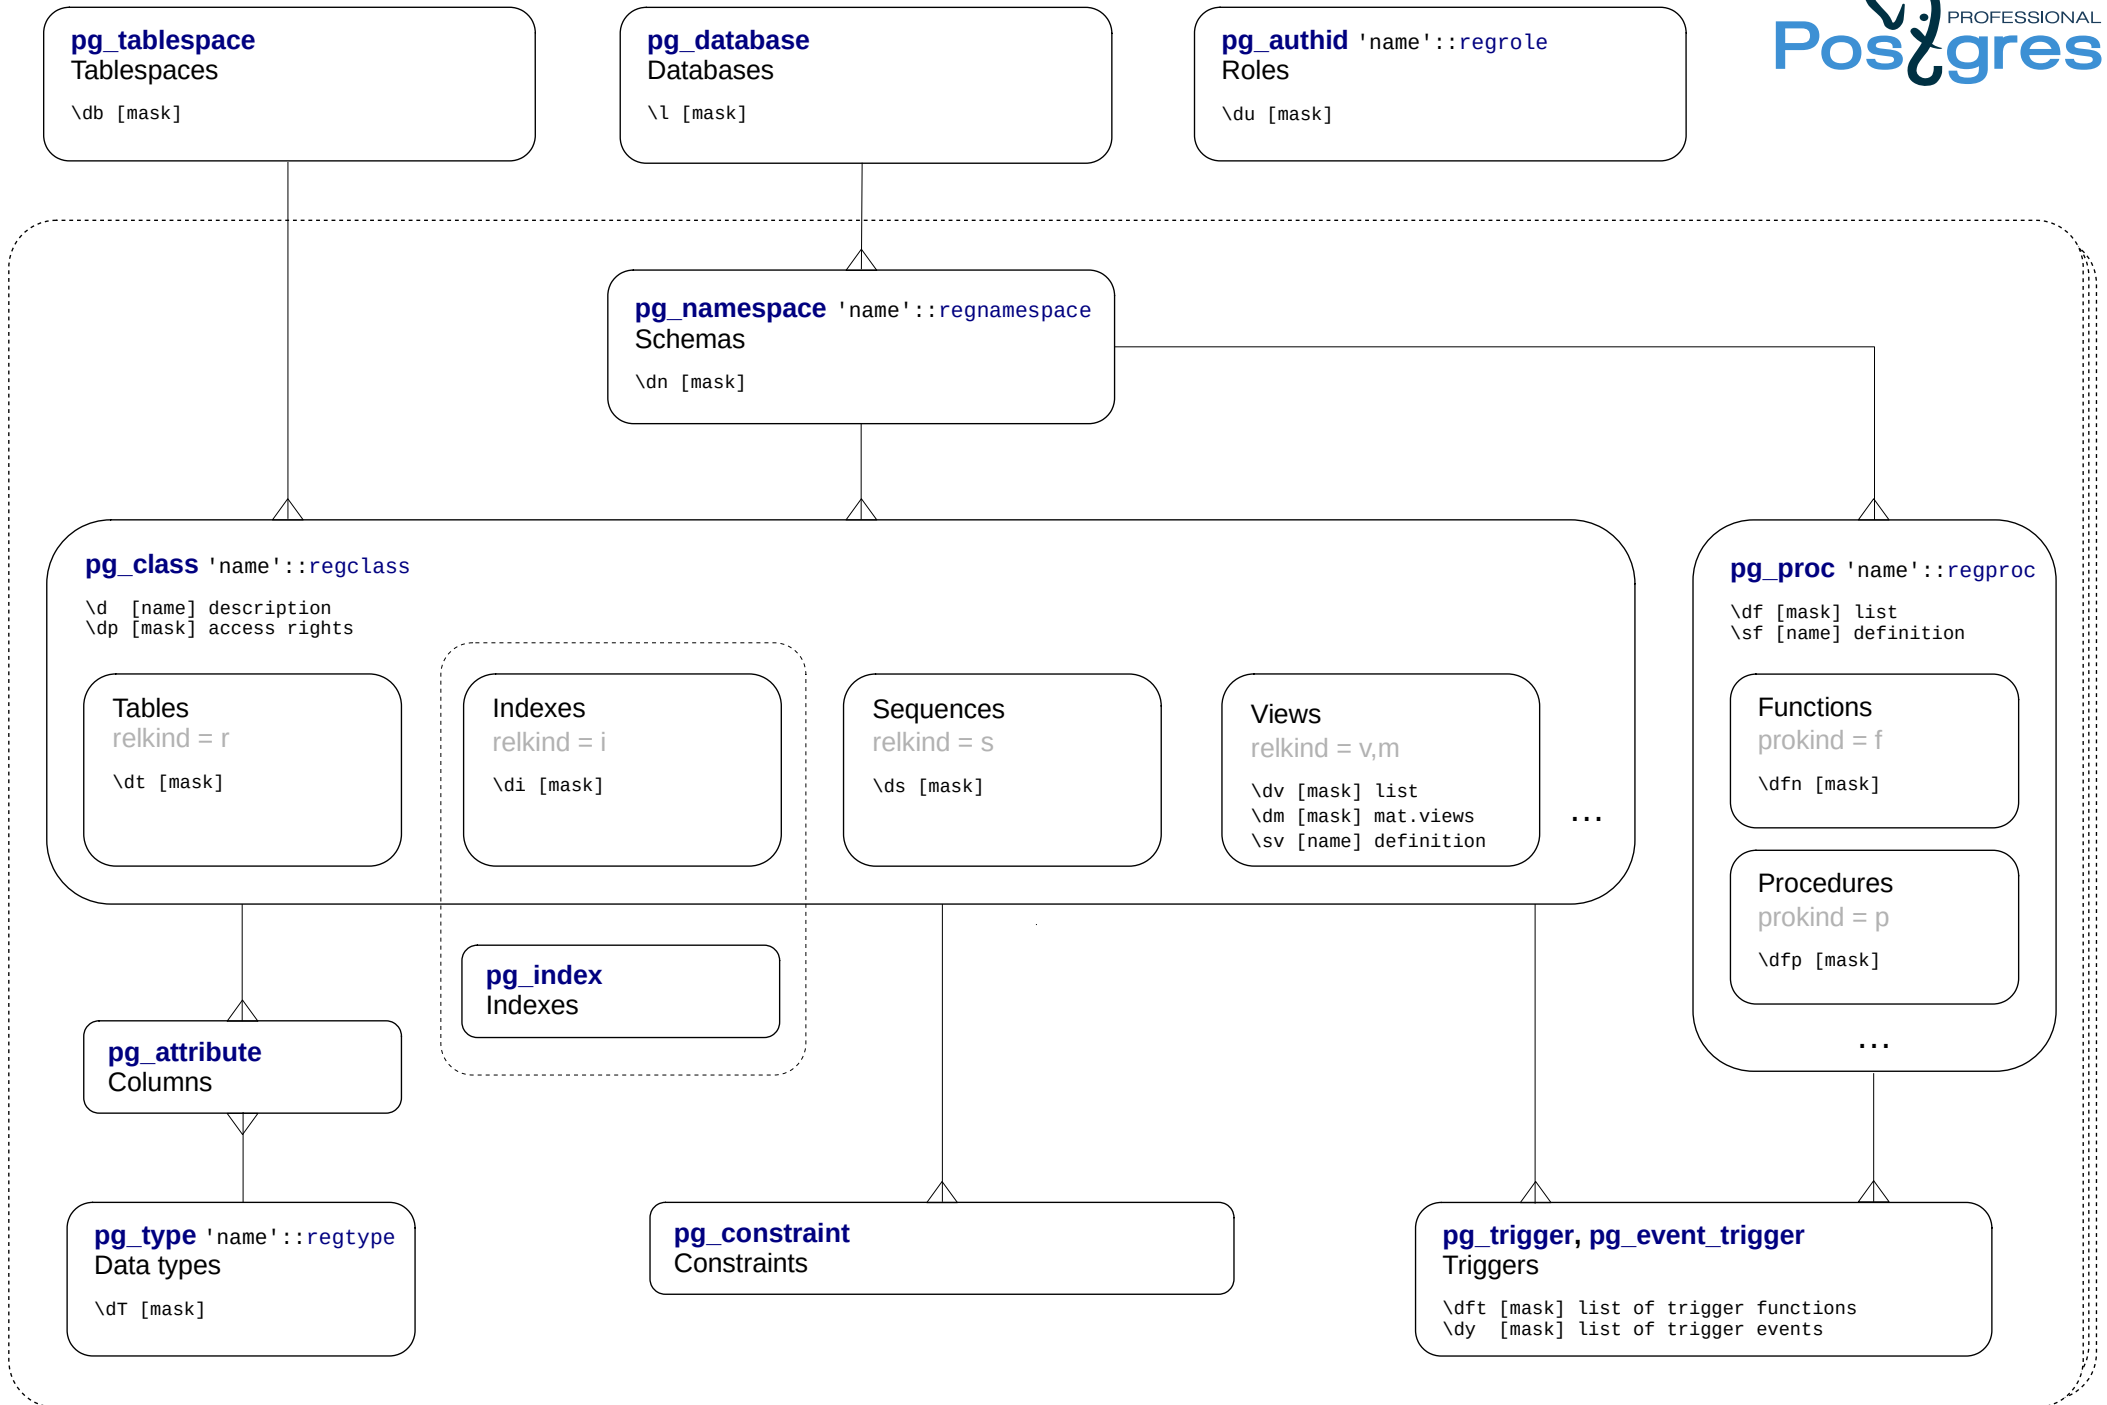 pg_tablespace
Tablespaces
\db [mask]
pg_database
Databases
\l [mask]
pg_authid 'name'::regrole
Roles
\du [mask]
PROFESSIONAL
Postgres
pg_namespace 'name'::regnamespace
Schemas
\dn [mask]
pg_class 'name'::regclass
\d  [name] description
\dp [mask] access rights
Tables
relkind = r
\dt [mask]
Indexes
relkind = i
\di [mask]
Sequences
relkind = s
\ds [mask]
Views
relkind = v,m
\dv [mask] list
\dm [mask] mat.views
\sv [name] definition
...
pg_proc 'name'::regproc
\df [mask] list
\sf [name] definition
Functions
prokind = f
\dfn [mask]
Procedures
prokind = p
\dfp [mask]
...
pg_index
Indexes
pg_attribute
Columns
pg_type 'name'::regtype
Data types
\dT [mask]
pg_constraint
Constraints
pg_trigger, pg_event_trigger
Triggers
\dft [mask] list of trigger functions
\dy  [mask] list of trigger events